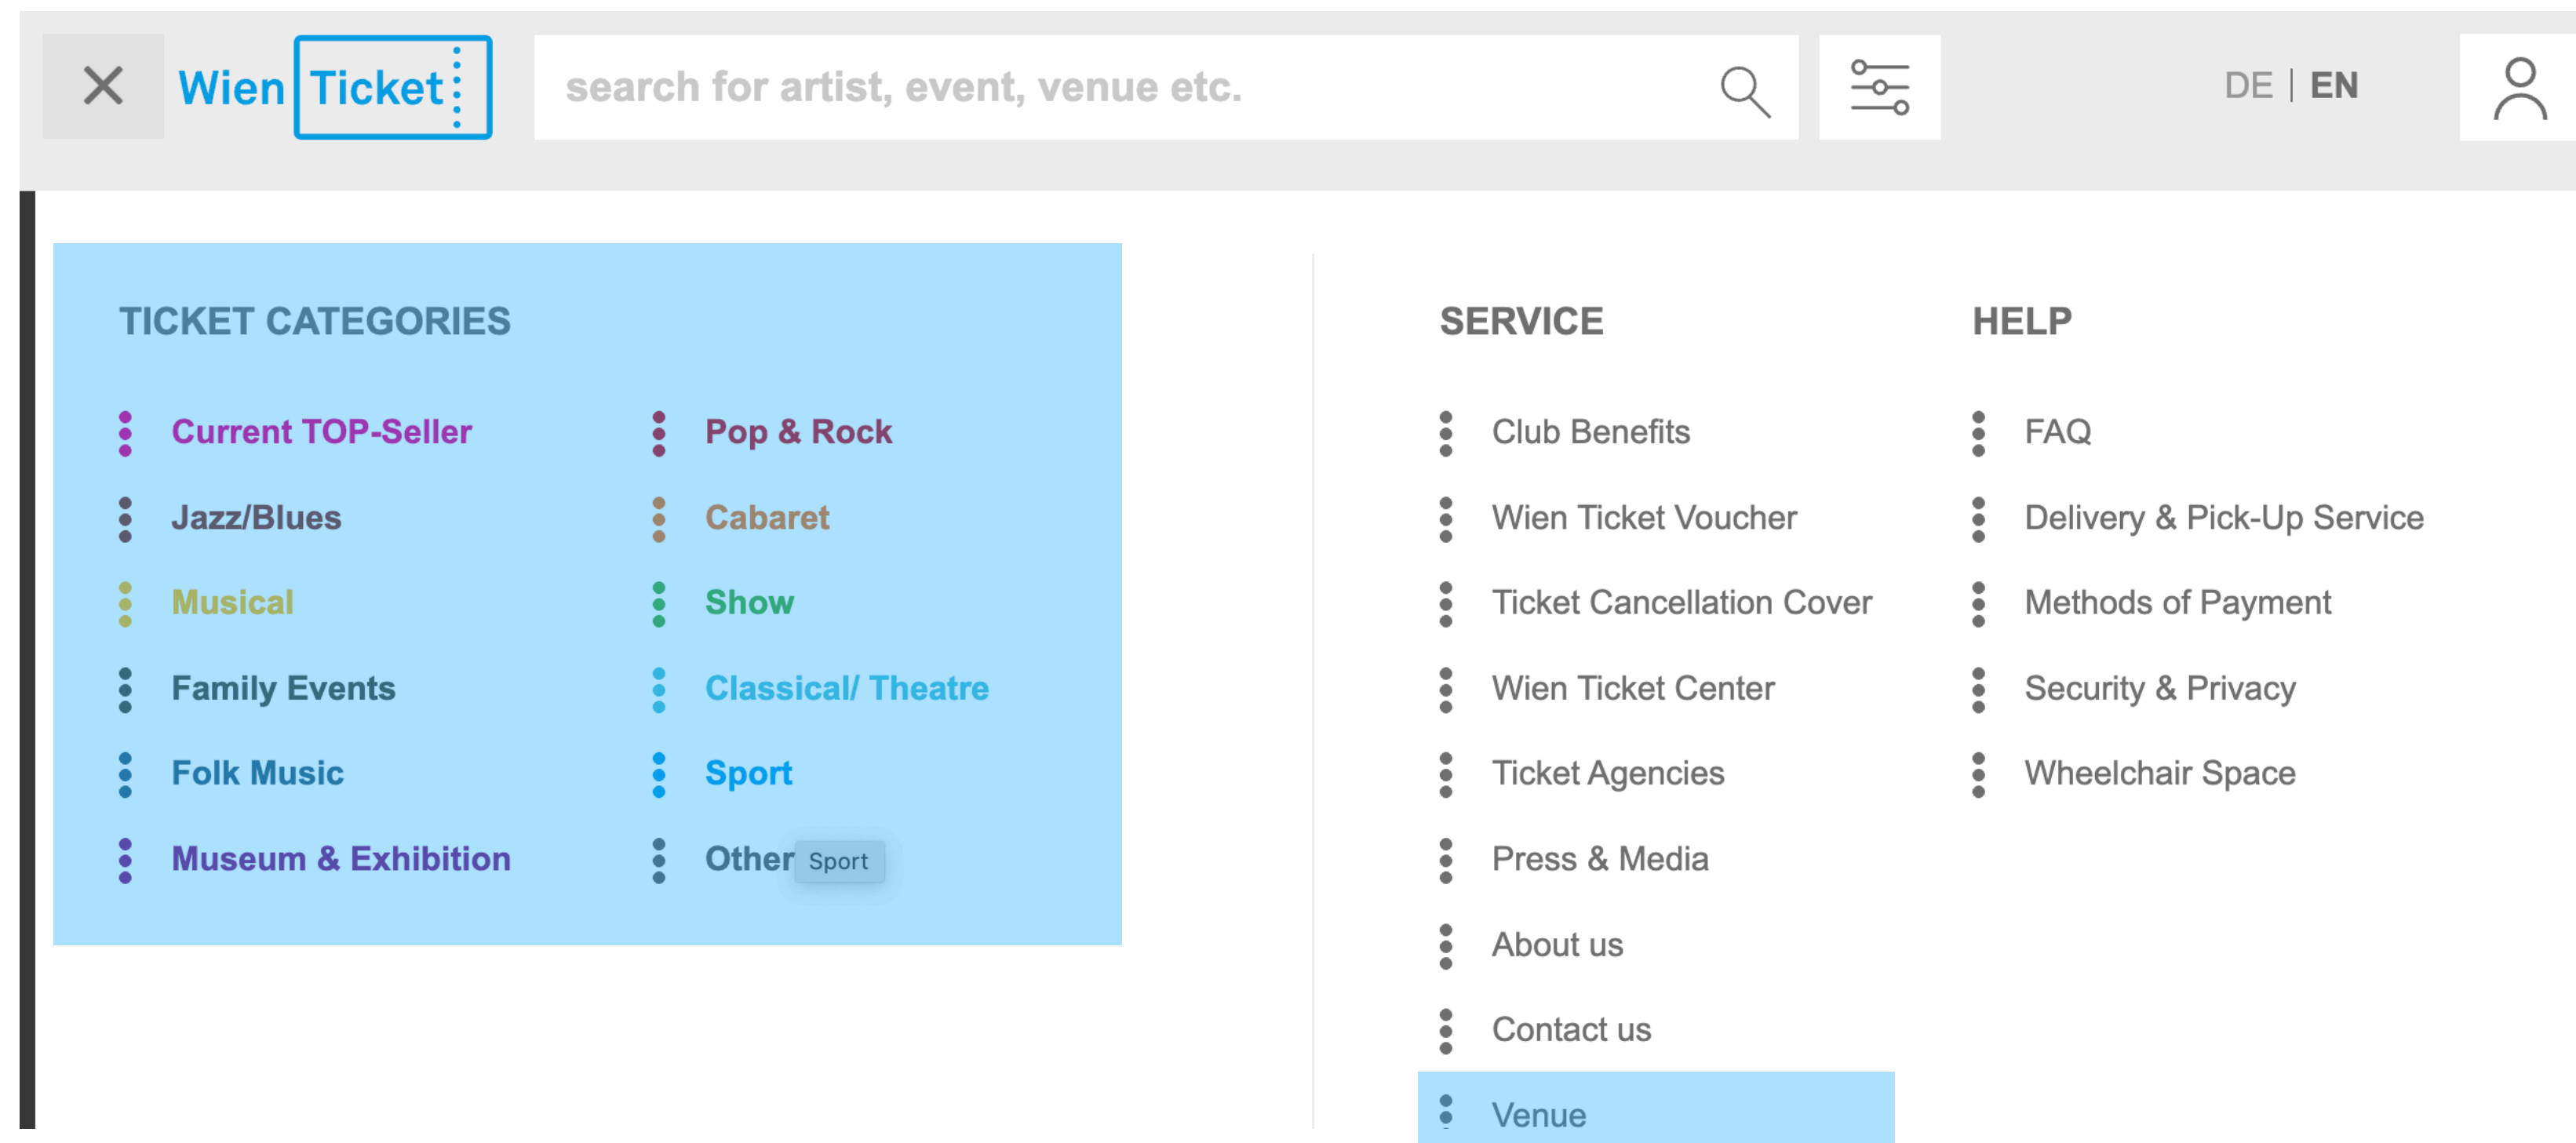 Wien Ticket
search for artist, event, venue etc.
DE | EN
TICKET CATEGORIES
Current TOP-Seller
Jazz/Blues
Musical
Family Events
Folk Music
Museum & Exhibition
Pop & Rock
Cabaret
Show
Classical/ Theatre
Sport
Other
Sport
SERVICE
Club Benefits
Wien Ticket Voucher
Ticket Cancellation Cover
Wien Ticket Center
Ticket Agencies
Press & Media
About us
Contact us
Venue
HELP
FAQ
Delivery & Pick-Up Service
Methods of Payment
Security & Privacy
Wheelchair Space